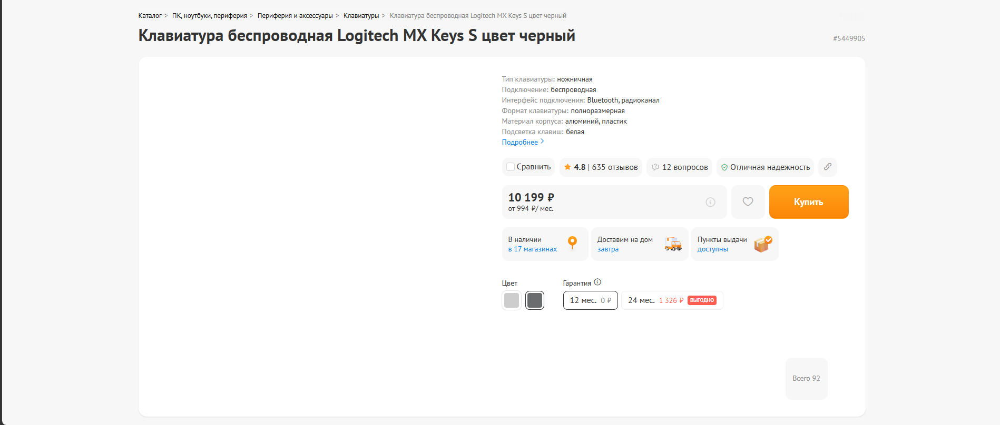 Каталог > ПК, ноутбуки, периферия > Периферия и аксессуары > Клавиатуры > Клавиатура беспроводная Logitech MX Keys S цвет черный
Клавиатура беспроводная Logitech MX Keys S цвет черный
#5449905
Тип клавиатуры: ножничная
Подключение: беспроводная
Интерфейс подключения: Bluetooth, радиоканал
Формат клавиатуры: полноразмерная
Материал корпуса: алюминий, пластик
Подсветка клавиш: белая
Подробнее >
Сравнить 4.8 | 635 отзывов 12 вопросов Отличная надежность
10 199 ₽
от 994 ₽/ мес.
Купить
В наличии
в 17 магазинах
Доставим на дом
завтра
Пункты выдачи
доступны
Цвет
Гарантия
12 мес. 0 ₽ 24 мес. 1 326 ₽ ВЫГОДНО
Всего 92